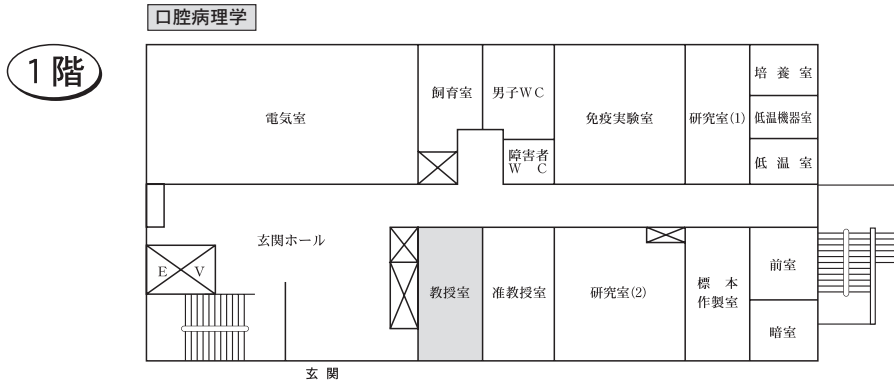 口腔病理学
1階
電気室
飼育室
男子WC
障害者
W C
免疫実験室
研究室(1)
培養室
低温機器室
低温室
玄関ホール
E V
教授室
准教授室
研究室(2)
標本
作製室
前室
暗室
玄関